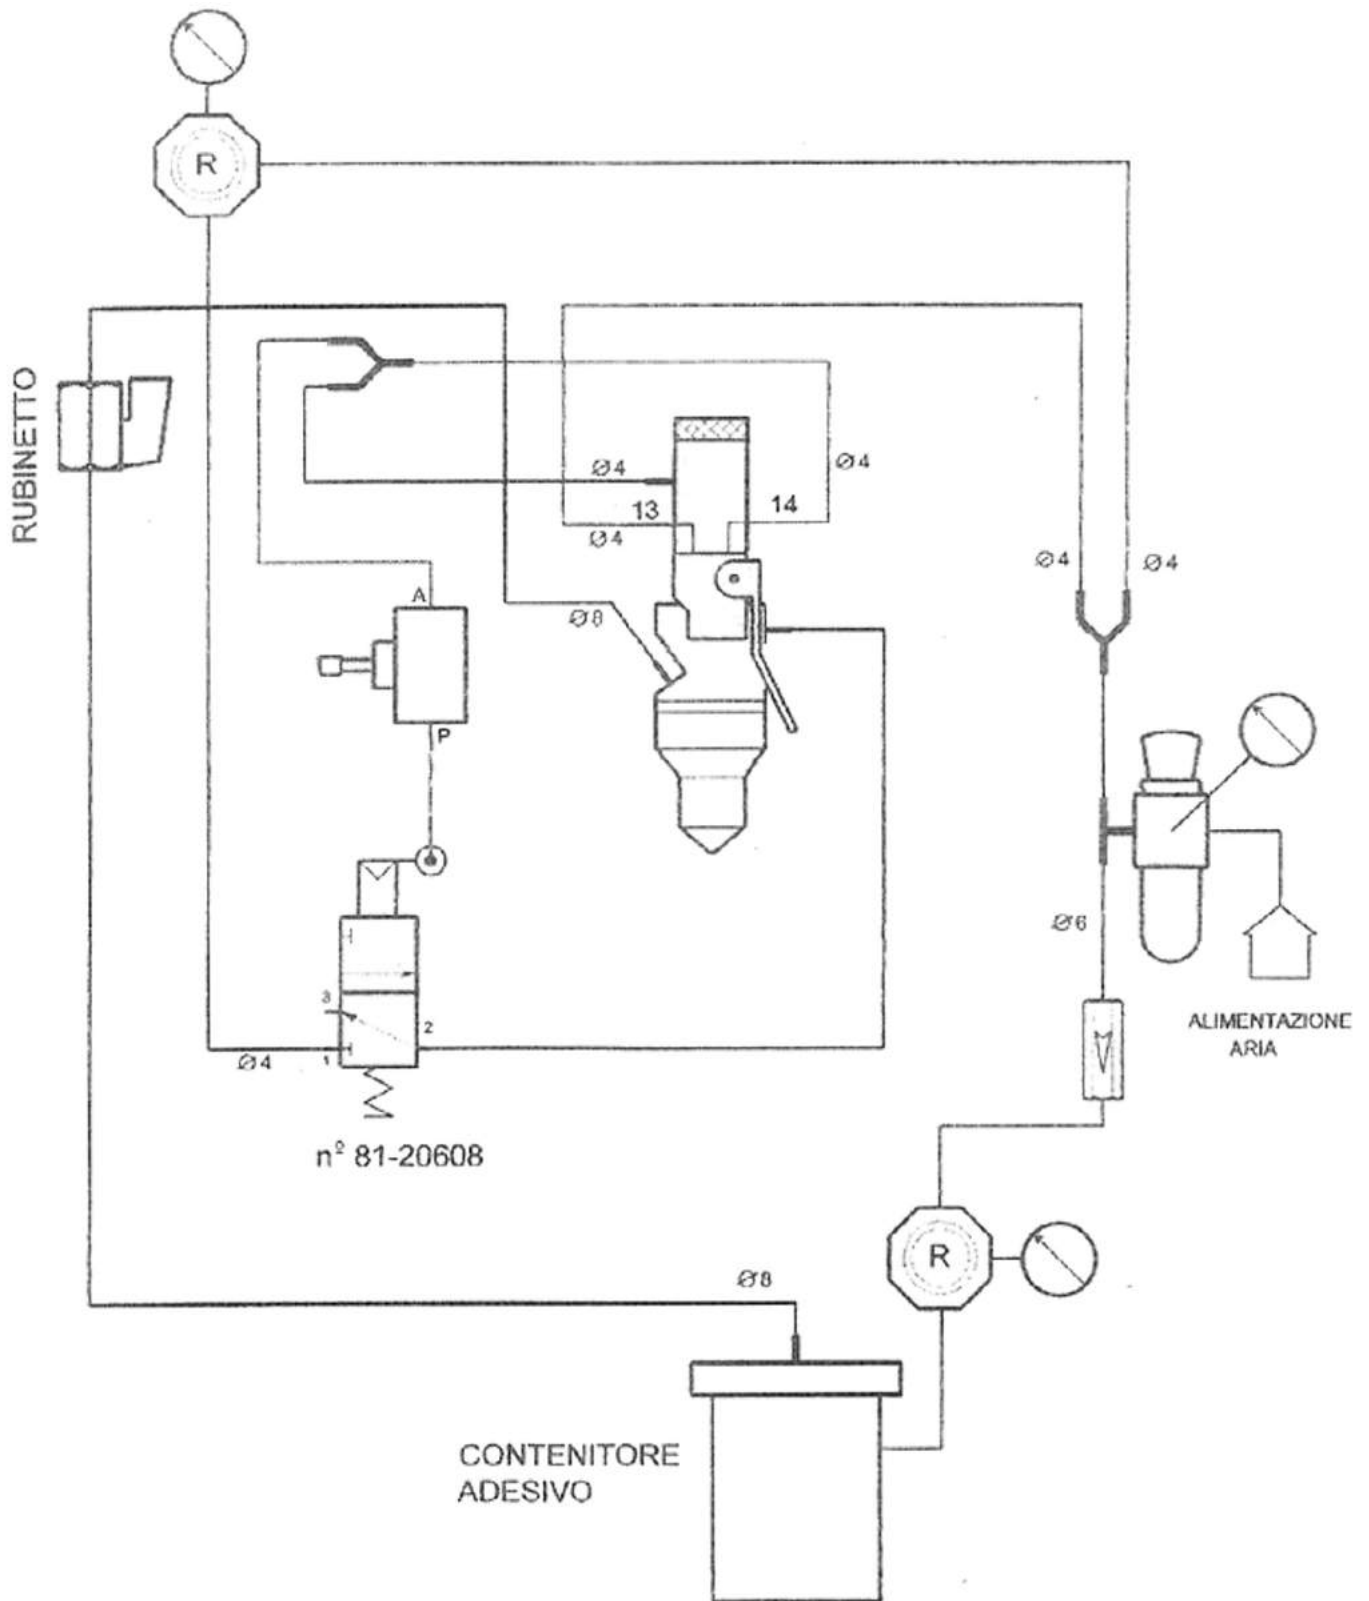 R
RUBINETTO
Ø4
Ø4
13
14
Ø4
Ø4
Ø4
A
Ø8
P
Ø6
3
2
Ø4
1
ALIMENTAZIONE
ARIA
nº 81-20608
R
Ø8
CONTENITORE
ADESIVO